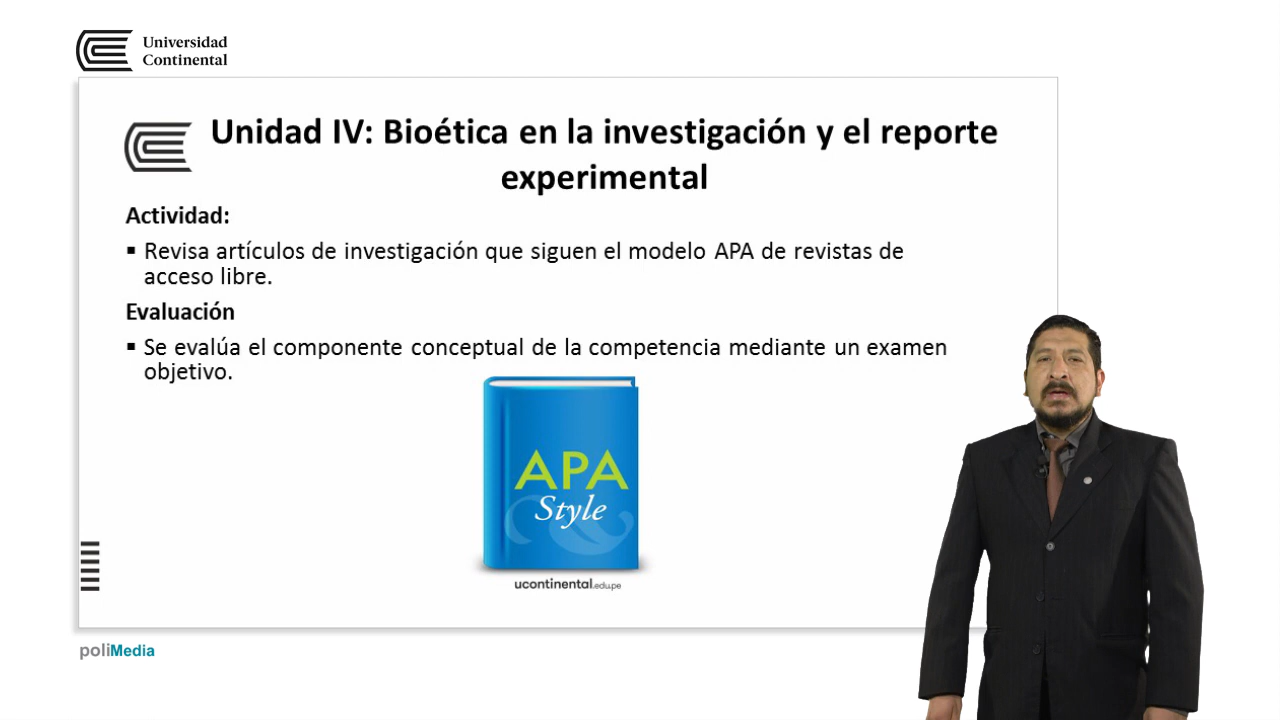 Universidad
Continental
Unidad IV: Bioética en la investigación y el reporte
experimental
Actividad:
▪ Revisa artículos de investigación que siguen el modelo APA de revistas de
acceso libre.
Evaluación
▪ Se evalúa el componente conceptual de la competencia mediante un examen
objetivo.
APA
Style
ucontinental.edu.pe
poliMedia